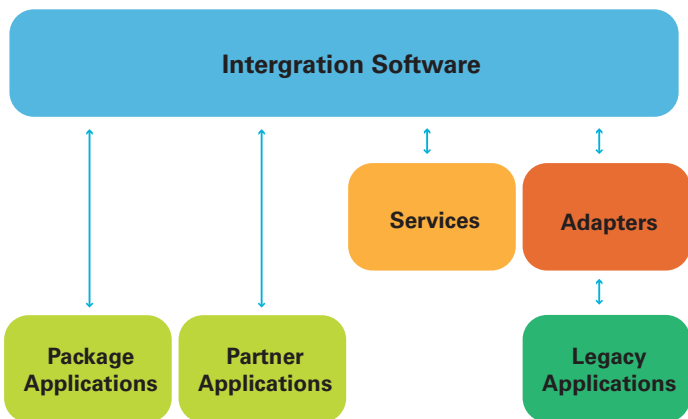 Intergration Software
Services
Adapters
Package
Applications
Partner
Applications
Legacy
Applications